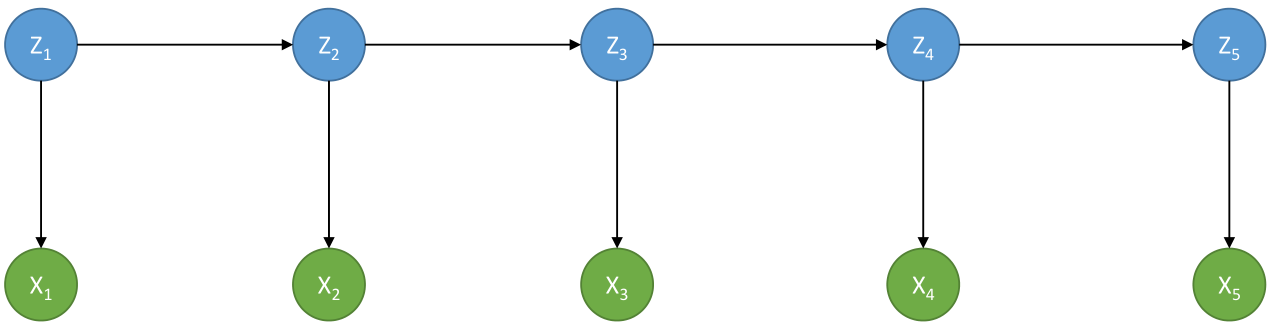 Z₁ Z₂ Z₃ Z₄ Z₅
X₁ X₂ X₃ X₄ X₅